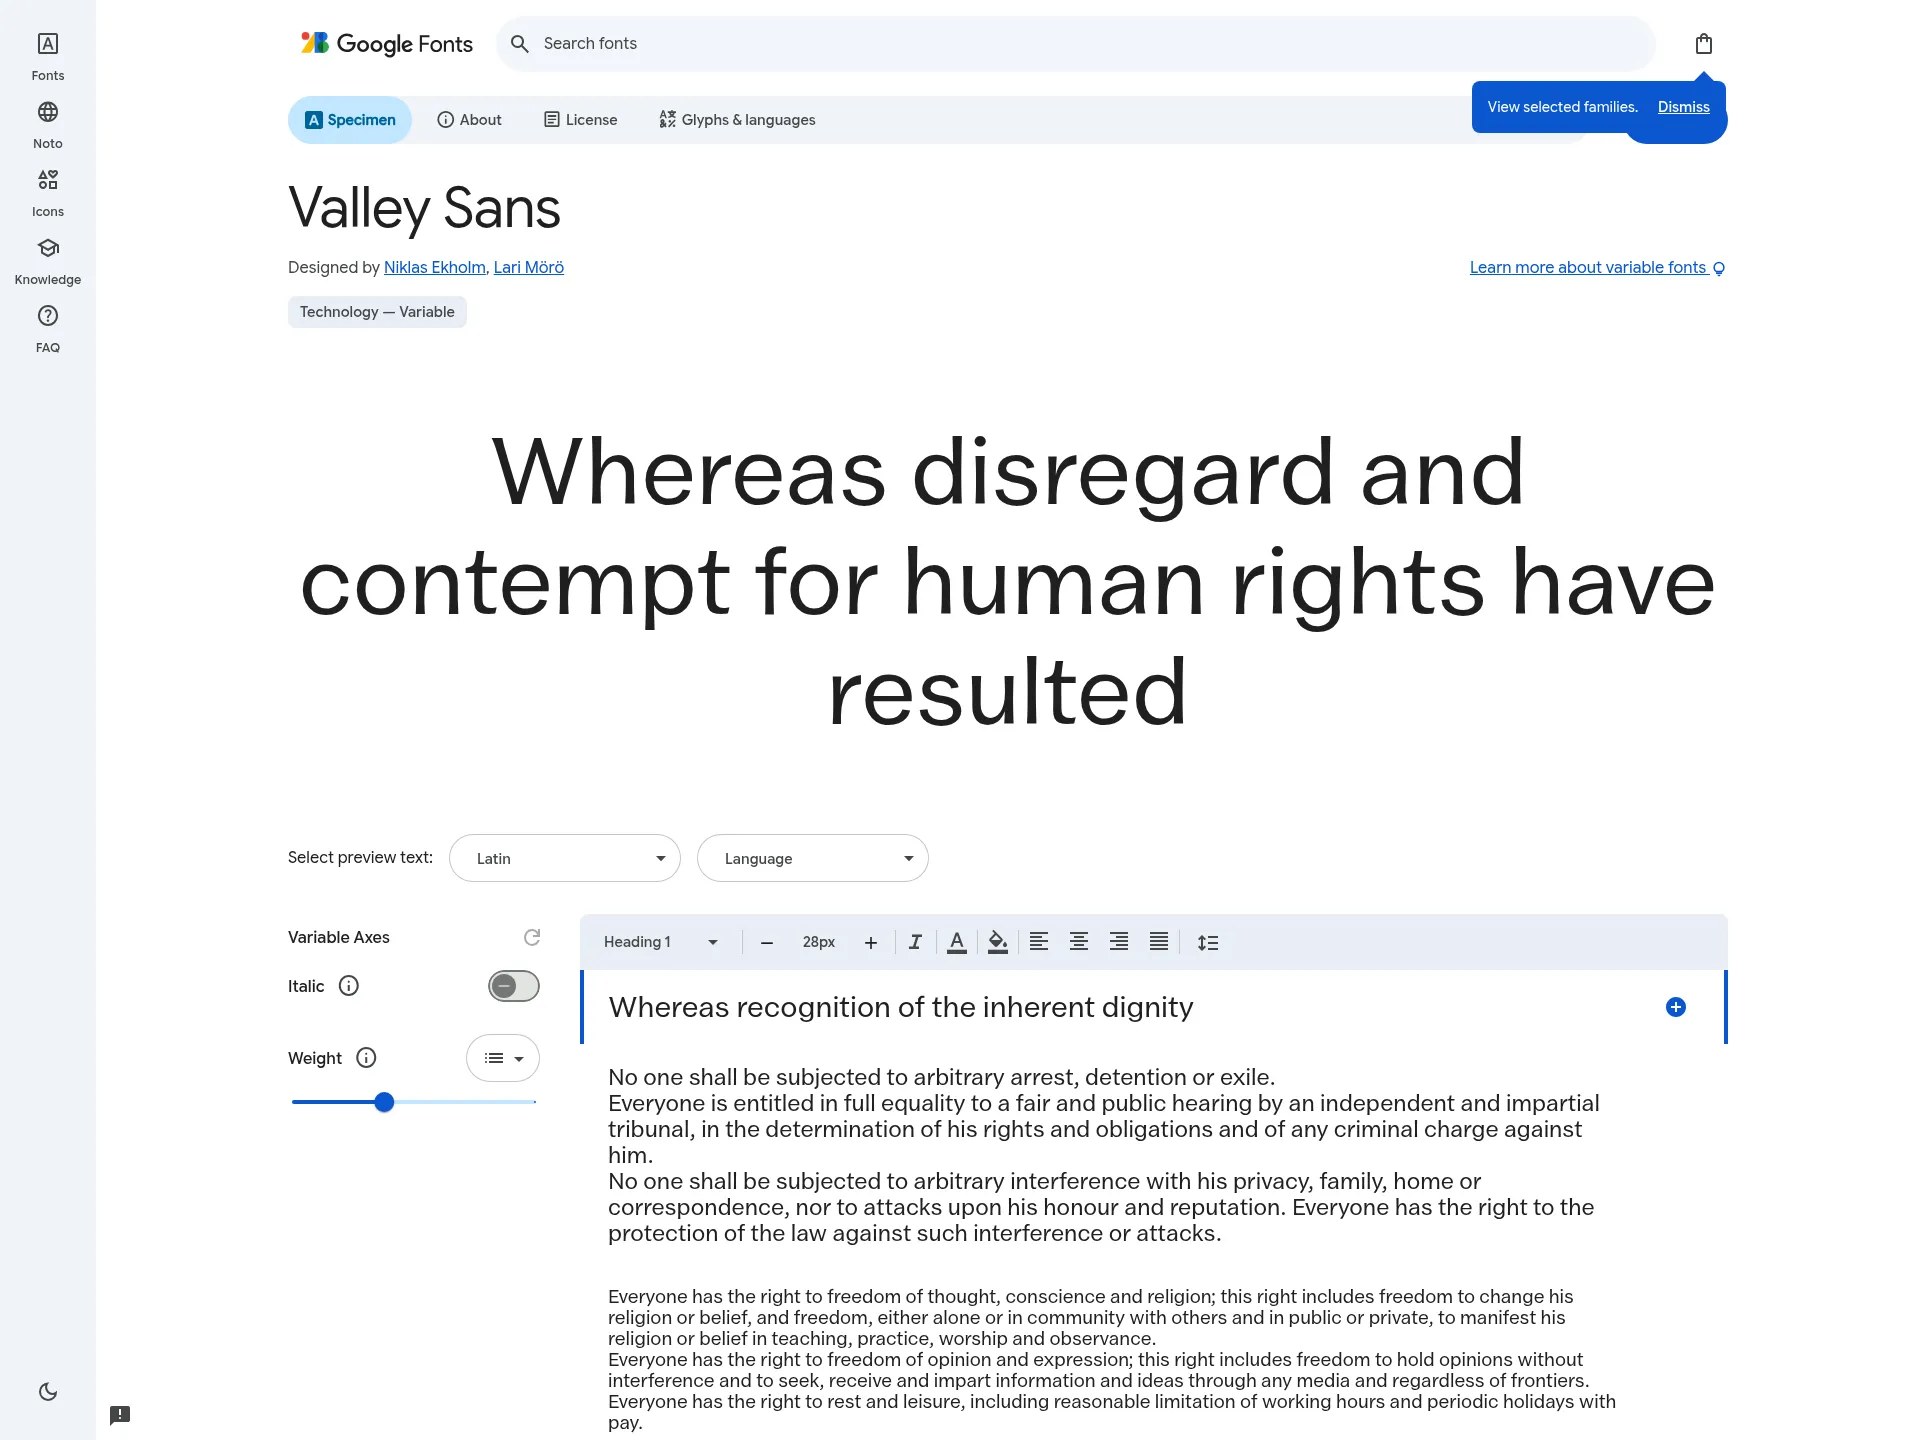 Fonts
Noto
Icons
Knowledge
FAQ
Google Fonts
Search fonts
View selected families. Dismiss
Specimen
About
License
Glyphs & languages
Valley Sans
Designed by Niklas Ekholm, Lari Mörö
Learn more about variable fonts
Technology — Variable
Whereas disregard and
contempt for human rights have
resulted
Select preview text:
Latin
Language
Variable Axes
Italic
Weight
Heading 1
28px
Whereas recognition of the inherent dignity
No one shall be subjected to arbitrary arrest, detention or exile.
Everyone is entitled in full equality to a fair and public hearing by an independent and impartial
tribunal, in the determination of his rights and obligations and of any criminal charge against
him.
No one shall be subjected to arbitrary interference with his privacy, family, home or
correspondence, nor to attacks upon his honour and reputation. Everyone has the right to the
protection of the law against such interference or attacks.
Everyone has the right to freedom of thought, conscience and religion; this right includes freedom to change his
religion or belief, and freedom, either alone or in community with others and in public or private, to manifest his
religion or belief in teaching, practice, worship and observance.
Everyone has the right to freedom of opinion and expression; this right includes freedom to hold opinions without
interference and to seek, receive and impart information and ideas through any media and regardless of frontiers.
Everyone has the right to rest and leisure, including reasonable limitation of working hours and periodic holidays with
pay.